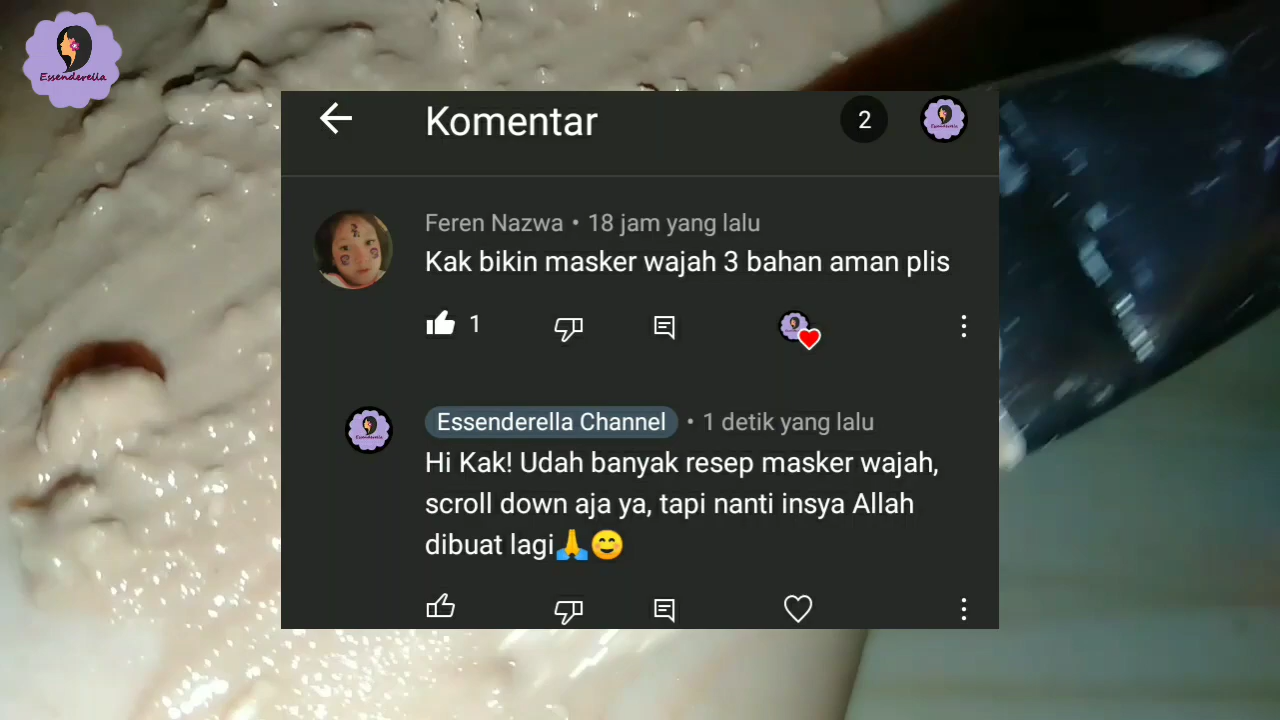 Essenderella
Komentar
2
Feren Nazwa • 18 jam yang lalu
Kak bikin masker wajah 3 bahan aman plis
1
Essenderella Channel • 1 detik yang lalu
Hi Kak! Udah banyak resep masker wajah,
scroll down aja ya, tapi nanti insya Allah
dibuat lagi🙏😊